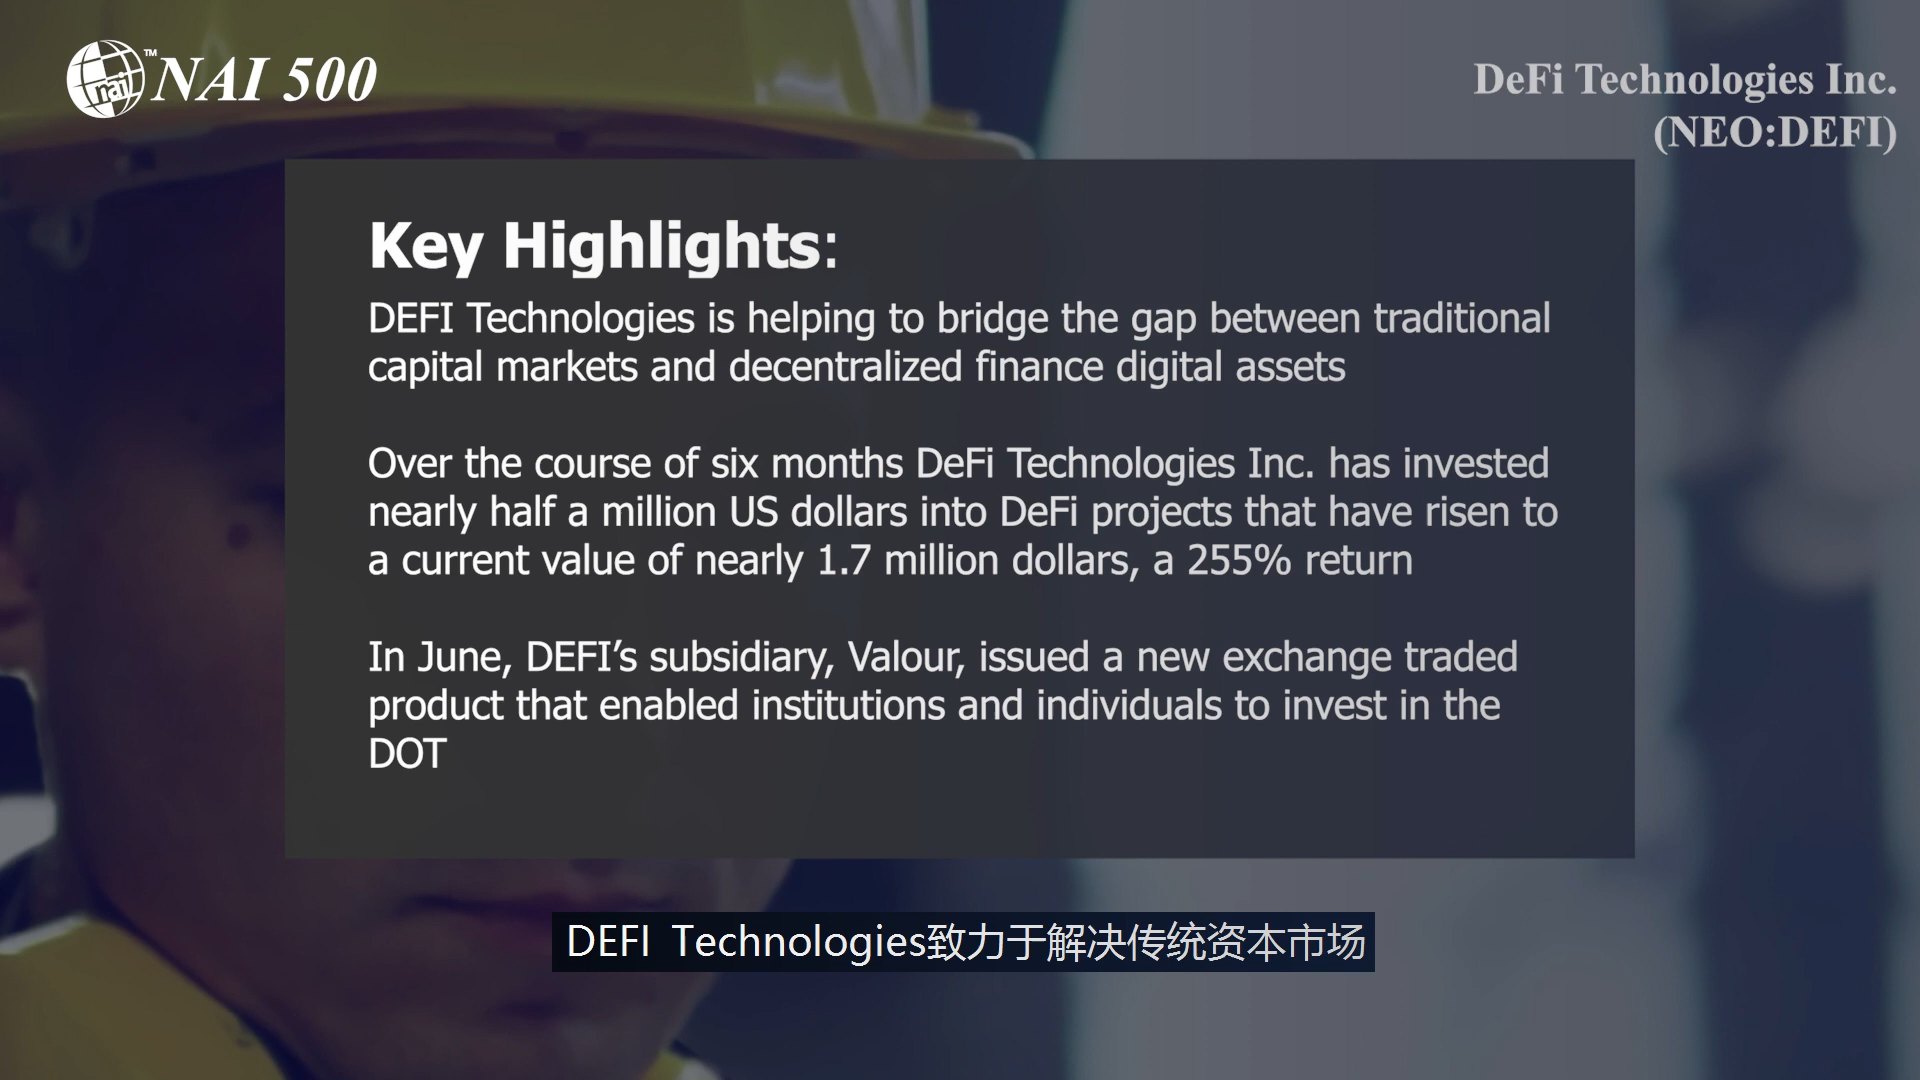 nai™ NAI 500
DeFi Technologies Inc.
(NEO:DEFI)
Key Highlights:
DEFI Technologies is helping to bridge the gap between traditional
capital markets and decentralized finance digital assets
Over the course of six months DeFi Technologies Inc. has invested
nearly half a million US dollars into DeFi projects that have risen to
a current value of nearly 1.7 million dollars, a 255% return
In June, DEFI’s subsidiary, Valour, issued a new exchange traded
product that enabled institutions and individuals to invest in the
DOT
DEFI Technologies致力于解决传统资本市场